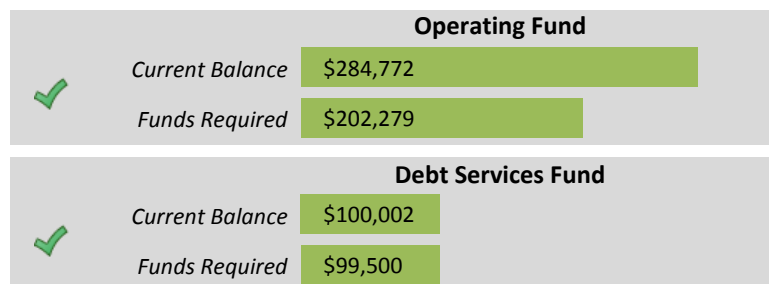 Operating Fund
Current Balance $284,772
Funds Required $202,279
Debt Services Fund
Current Balance $100,002
Funds Required $99,500